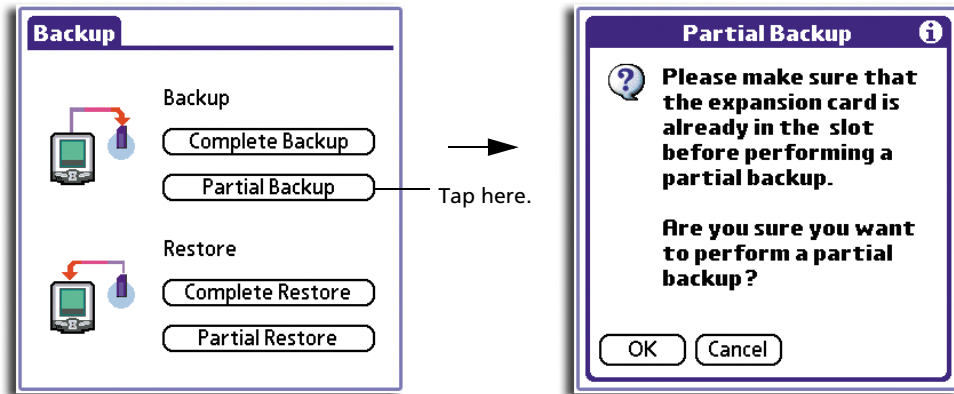 Backup
Backup
Complete Backup
Partial Backup
Tap here.
Restore
Complete Restore
Partial Restore
Partial Backup
i
?
Please make sure that
the expansion card is
already in the slot
before performing a
partial backup.
Are you sure you want
to perform a partial
backup?
OK
Cancel